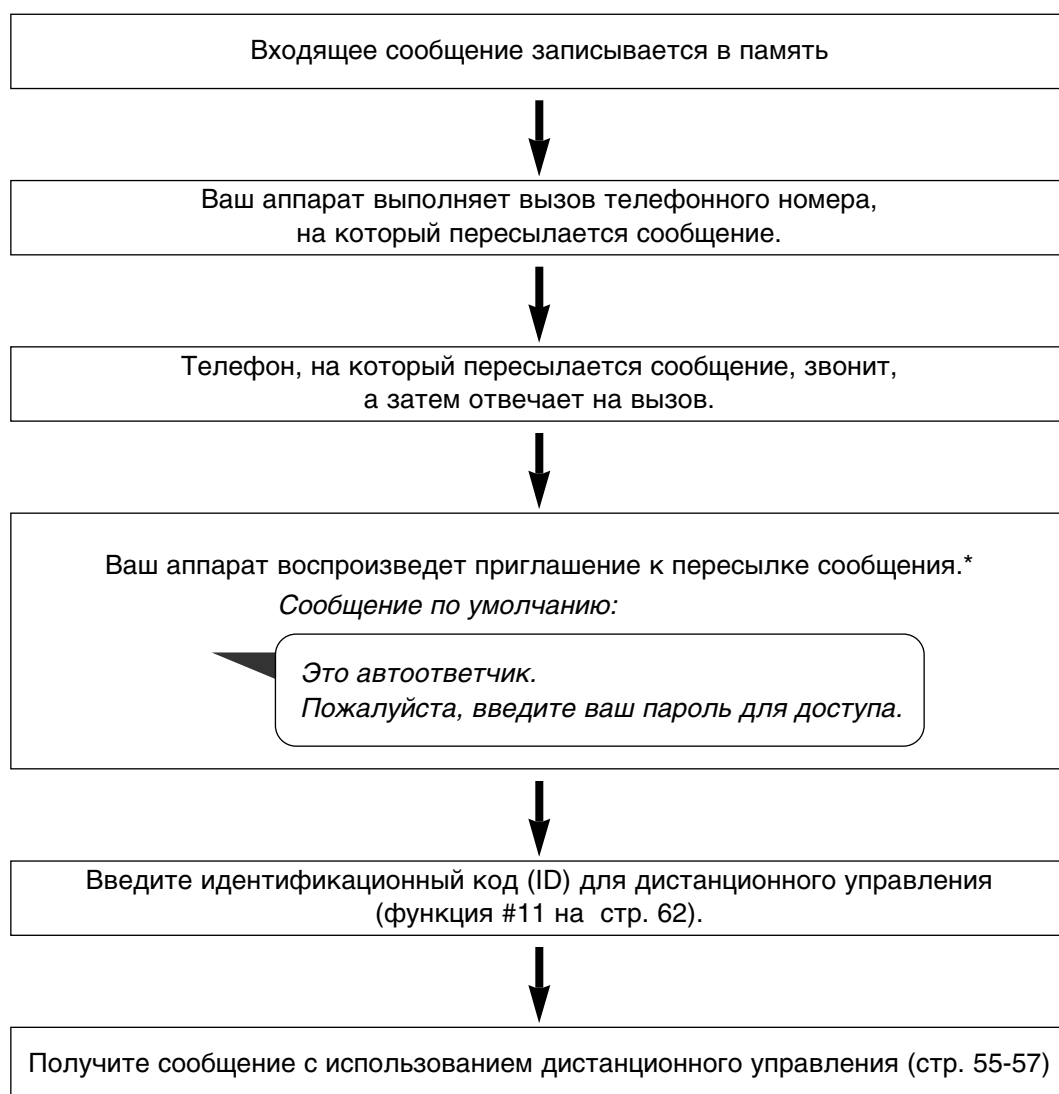 Входящее сообщение записывается в память
Ваш аппарат выполняет вызов телефонного номера,
на который пересылается сообщение.
Телефон, на который пересылается сообщение, звонит,
а затем отвечает на вызов.
Ваш аппарат воспроизведет приглашение к пересылке сообщения.*
Сообщение по умолчанию:
Это автоответчик.
Пожалуйста, введите ваш пароль для доступа.
Введите идентификационный код (ID) для дистанционного управления
(функция #11 на стр. 62).
Получите сообщение с использованием дистанционного управления (стр. 55-57)